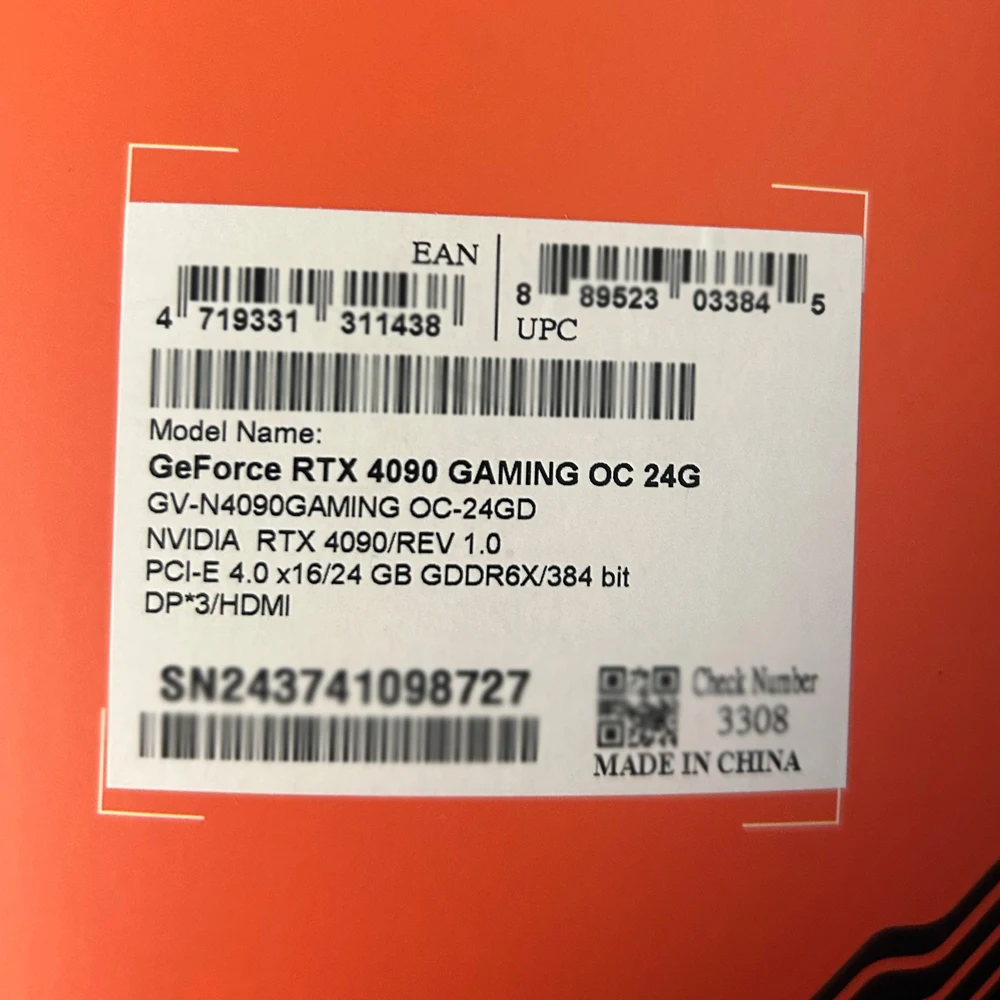 EAN
4 719331 311438
8 89523 03384 5
UPC
Model Name:
GeForce RTX 4090 GAMING OC 24G
GV-N4090GAMING OC-24GD
NVIDIA RTX 4090/REV 1.0
PCI-E 4.0 x16/24 GB GDDR6X/384 bit
DP*3/HDMI
SN243741098727
Check Number
3308
MADE IN CHINA